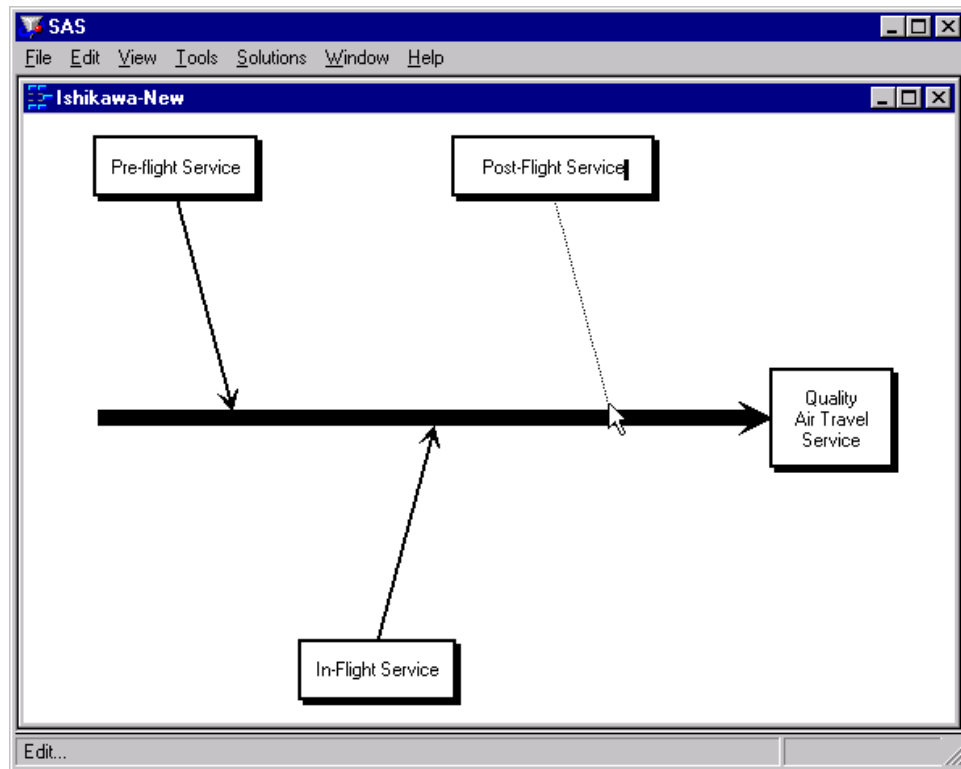 SAS
File Edit View Tools Solutions Window Help
Ishikawa-New
Pre-flight Service
Post-Flight Service
Quality
Air Travel
Service
In-Flight Service
Edit...